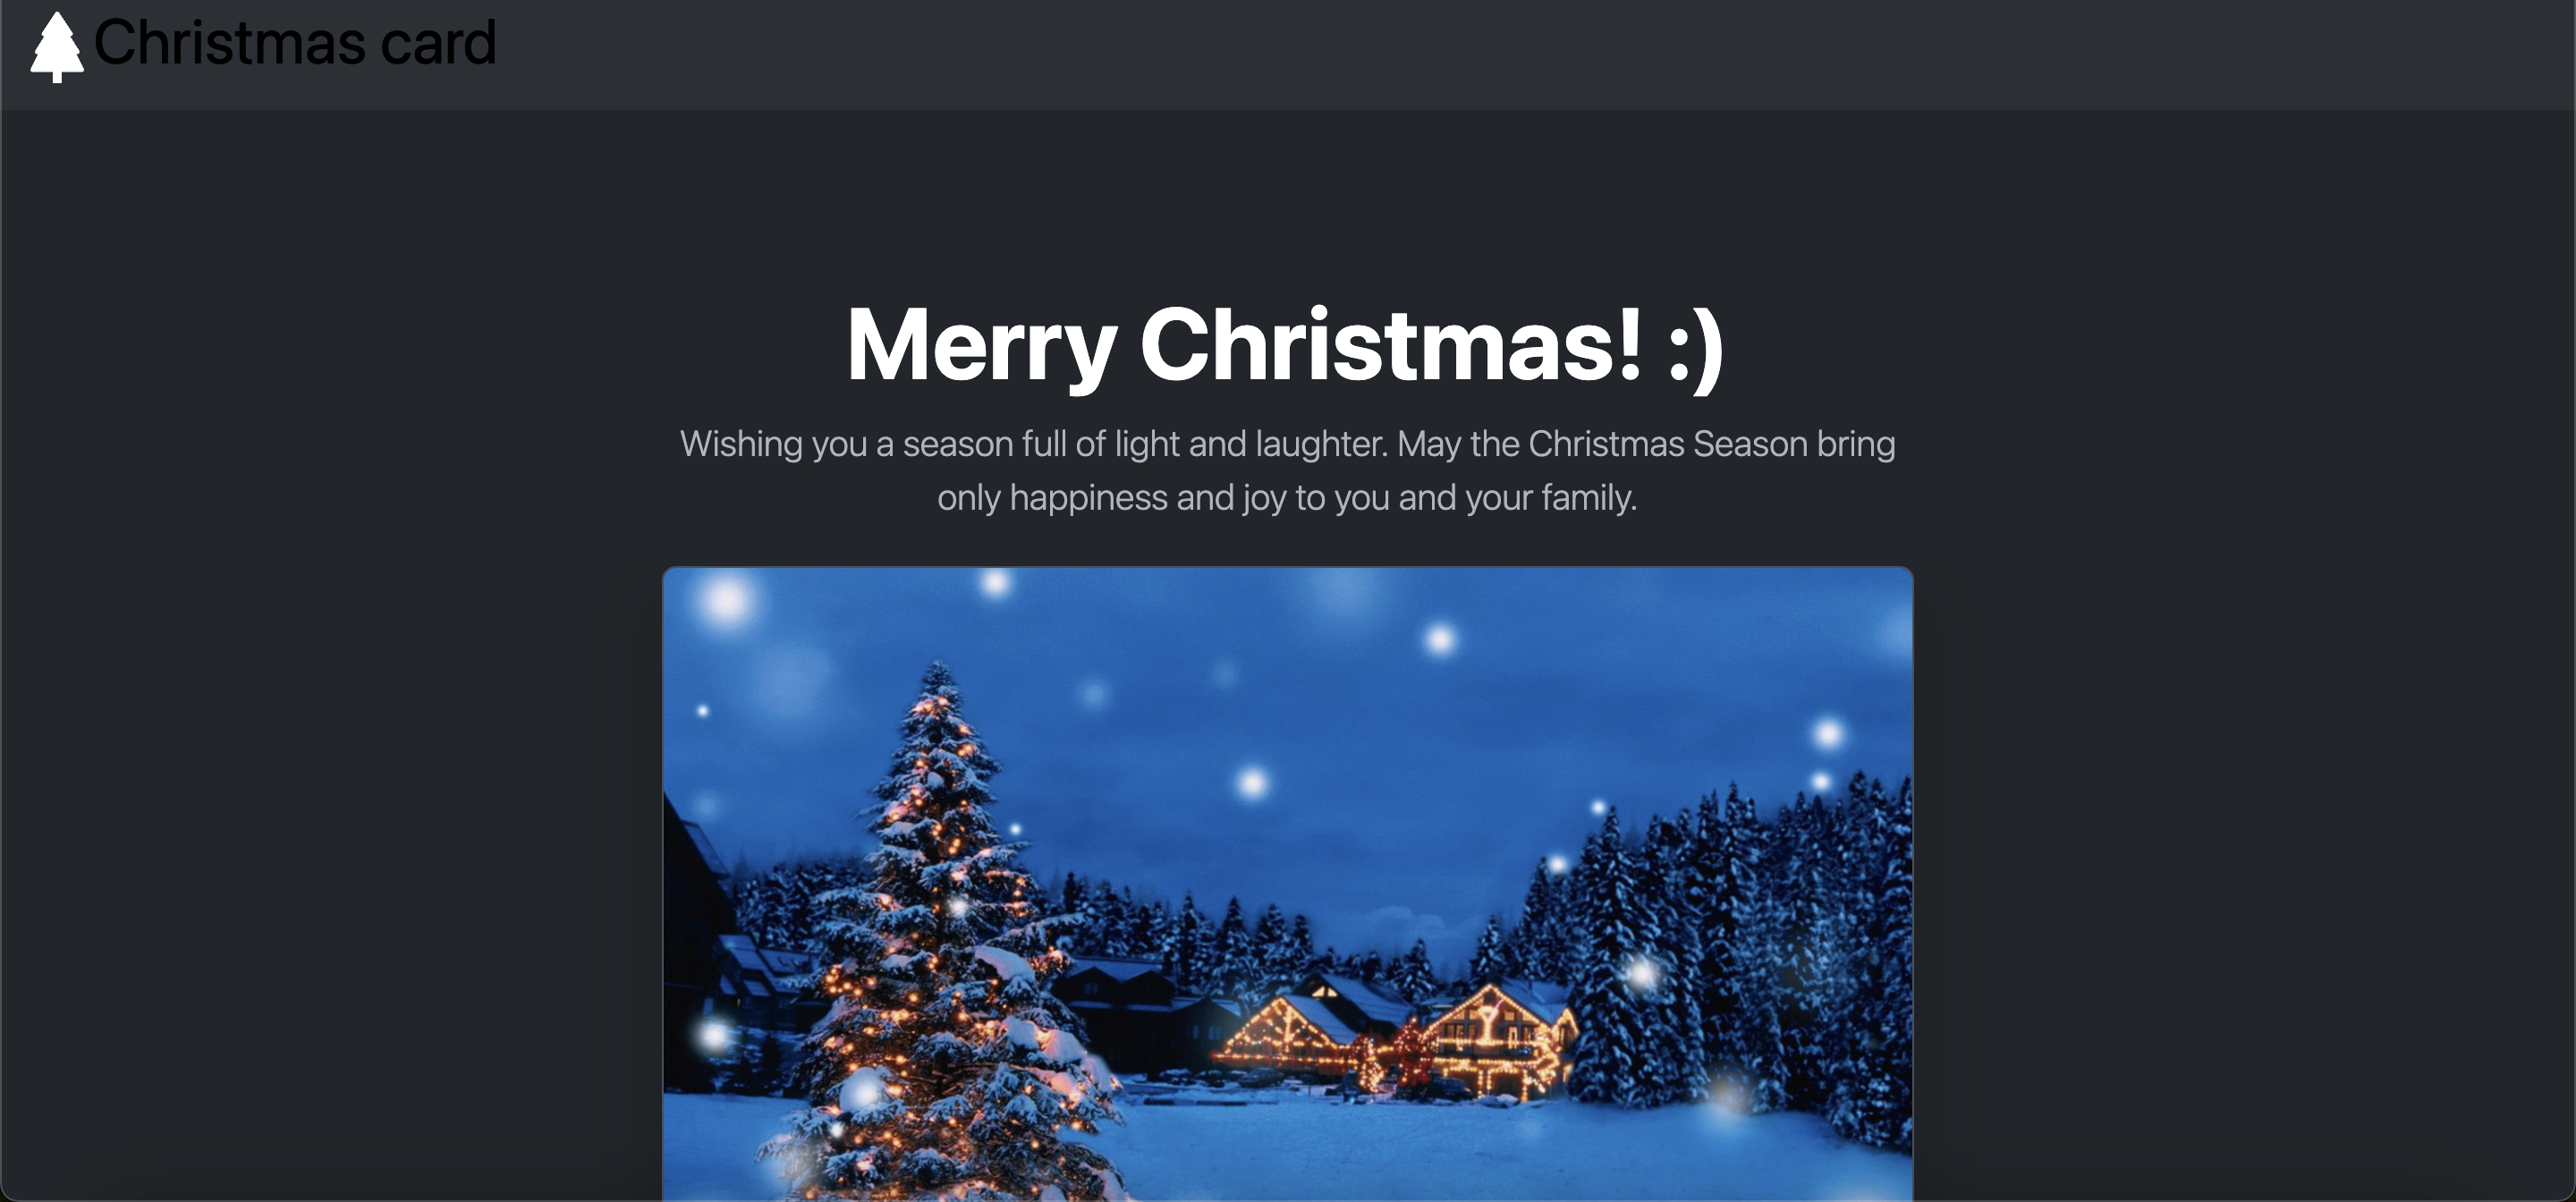 Christmas card
Merry Christmas! :)
Wishing you a season full of light and laughter. May the Christmas Season bring
only happiness and joy to you and your family.